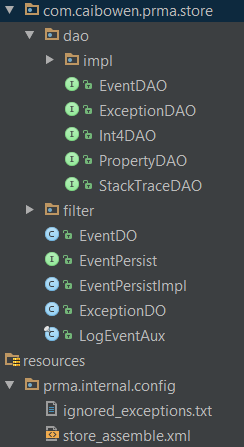 com.caibowen.prma.store
dao
impl
EventDAO
ExceptionDAO
Int4DAO
PropertyDAO
StackTraceDAO
filter
EventDO
EventPersist
EventPersistImpl
ExceptionDO
LogEventAux
resources
prma.internal.config
ignored_exceptions.txt
store_assemble.xml